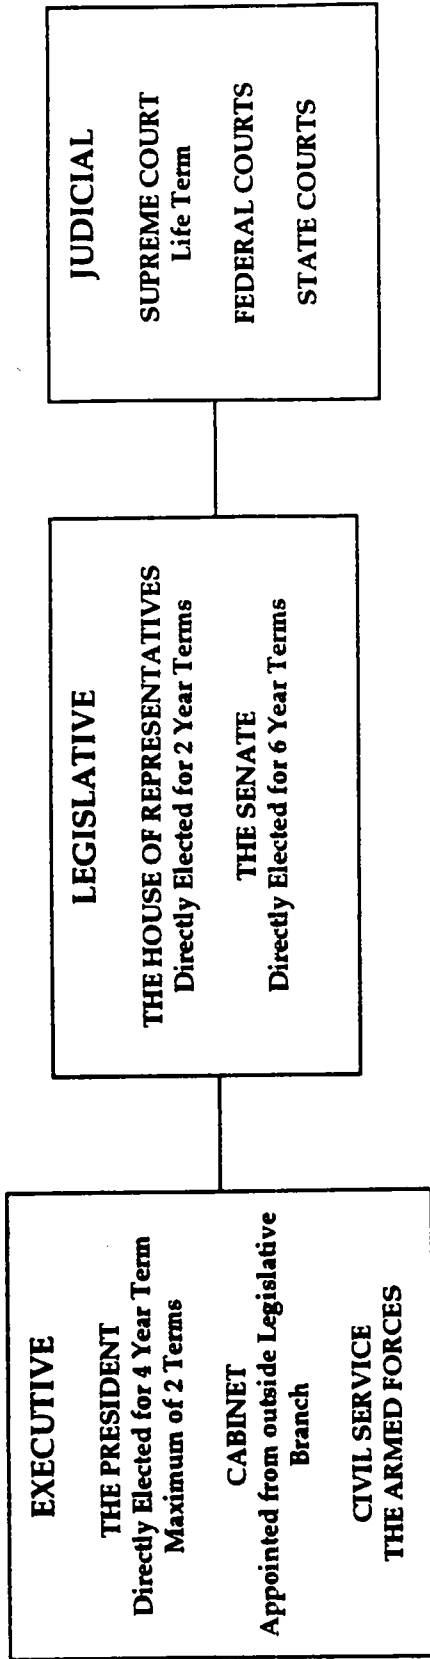 EXECUTIVE
THE PRESIDENT
Directly Elected for 4 Year Term
Maximum of 2 Terms
CABINET
Appointed from outside Legislative
Branch
CIVIL SERVICE
THE ARMED FORCES
LEGISLATIVE
THE HOUSE OF REPRESENTATIVES
Directly Elected for 2 Year Terms
THE SENATE
Directly Elected for 6 Year Terms
JUDICIAL
SUPREME COURT
Life Term
FEDERAL COURTS
STATE COURTS